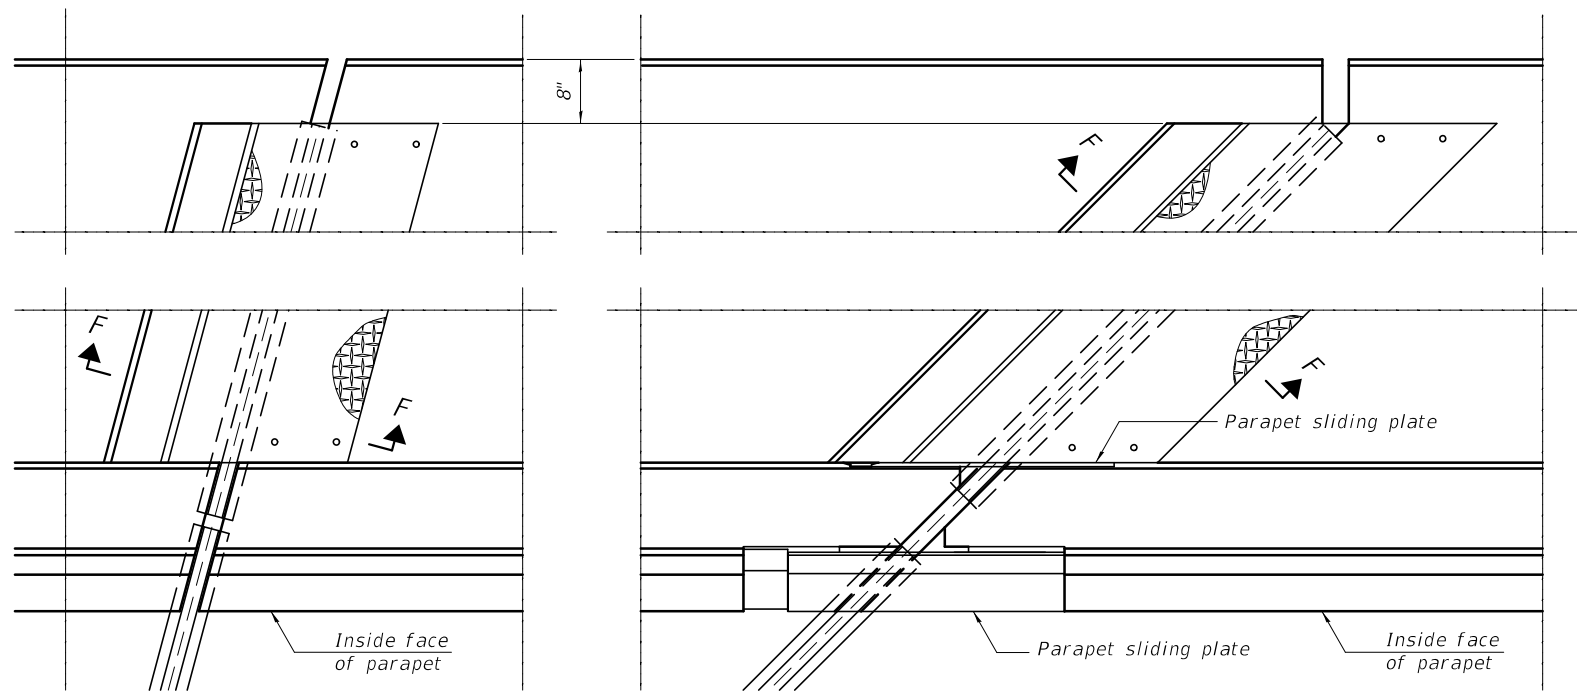 8"
F
F
F
F
Parapet sliding plate
Inside face
of parapet
Parapet sliding plate
Inside face
of parapet